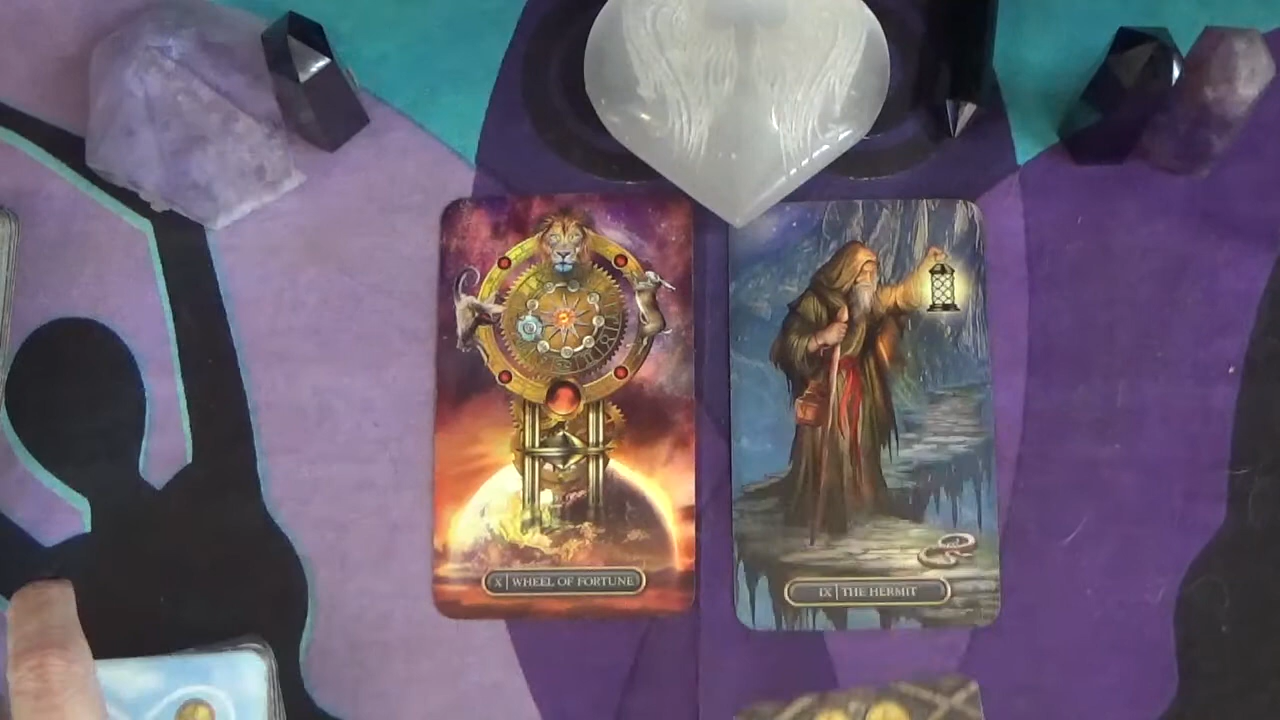 X | WHEEL OF FORTUNE
IX | THE HERMIT